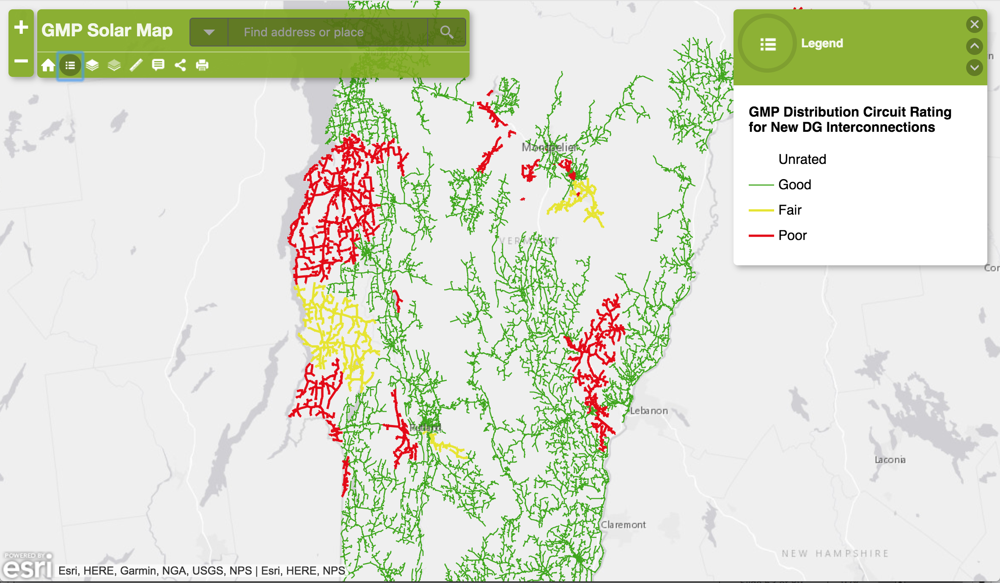 GMP Solar Map
Find address or place
Legend
GMP Distribution Circuit Rating
for New DG Interconnections
Unrated
Good
Fair
Poor
Montpelier
VERMONT
Rutland
Lebanon
Laconia
Claremont
NEW HAMPSHIRE
POWERED BY
esri
Esri, HERE, Garmin, NGA, USGS, NPS | Esri, HERE, NPS